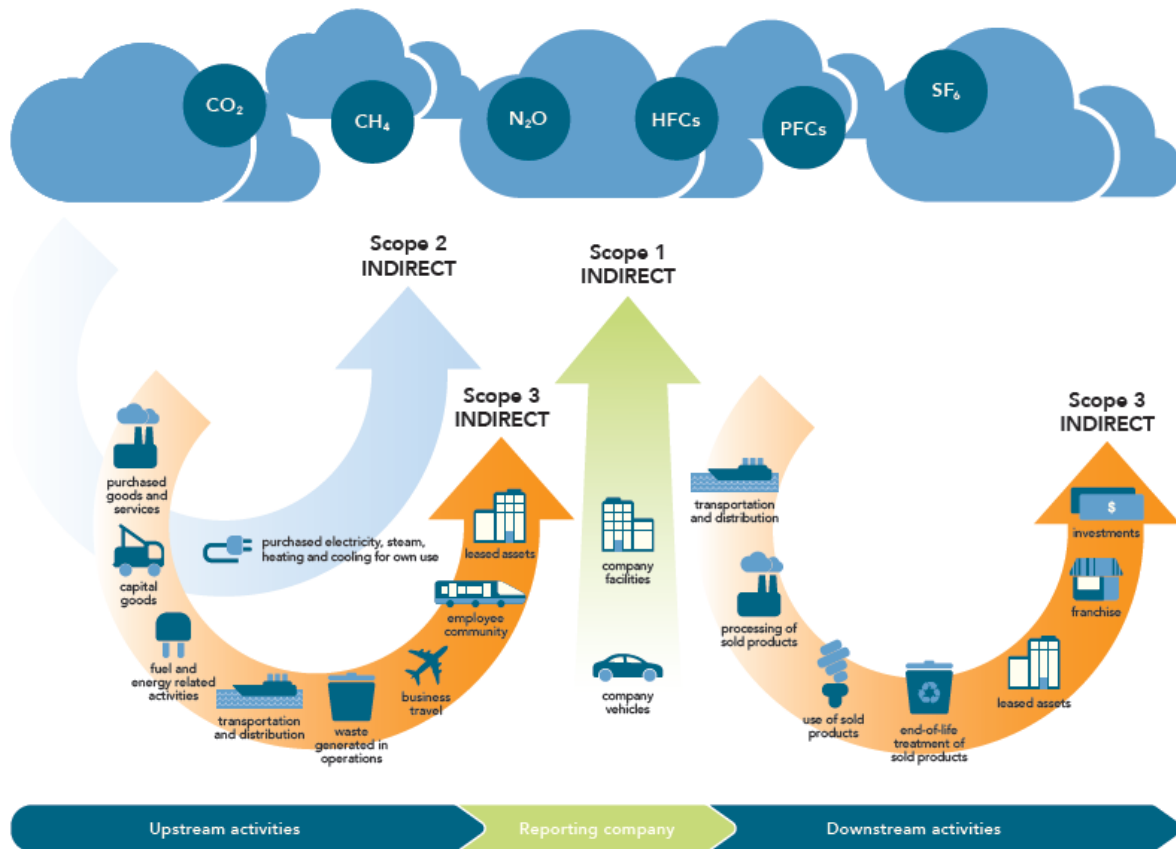 CO₂
CH₄
N₂O
HFCs
PFCs
SF₆
Scope 2
INDIRECT
Scope 1
INDIRECT
Scope 3
INDIRECT
Scope 3
INDIRECT
purchased
goods and
services
capital
goods
fuel and
energy related
activities
transportation
and distribution
waste
generated in
operations
business
travel
employee
community
leased assets
purchased electricity, steam,
heating and cooling for own use
company
facilities
company
vehicles
transportation
and distribution
processing of
sold products
use of sold
products
end-of-life
treatment of
sold products
leased assets
franchise
$
investments
Upstream activities
Reporting company
Downstream activities